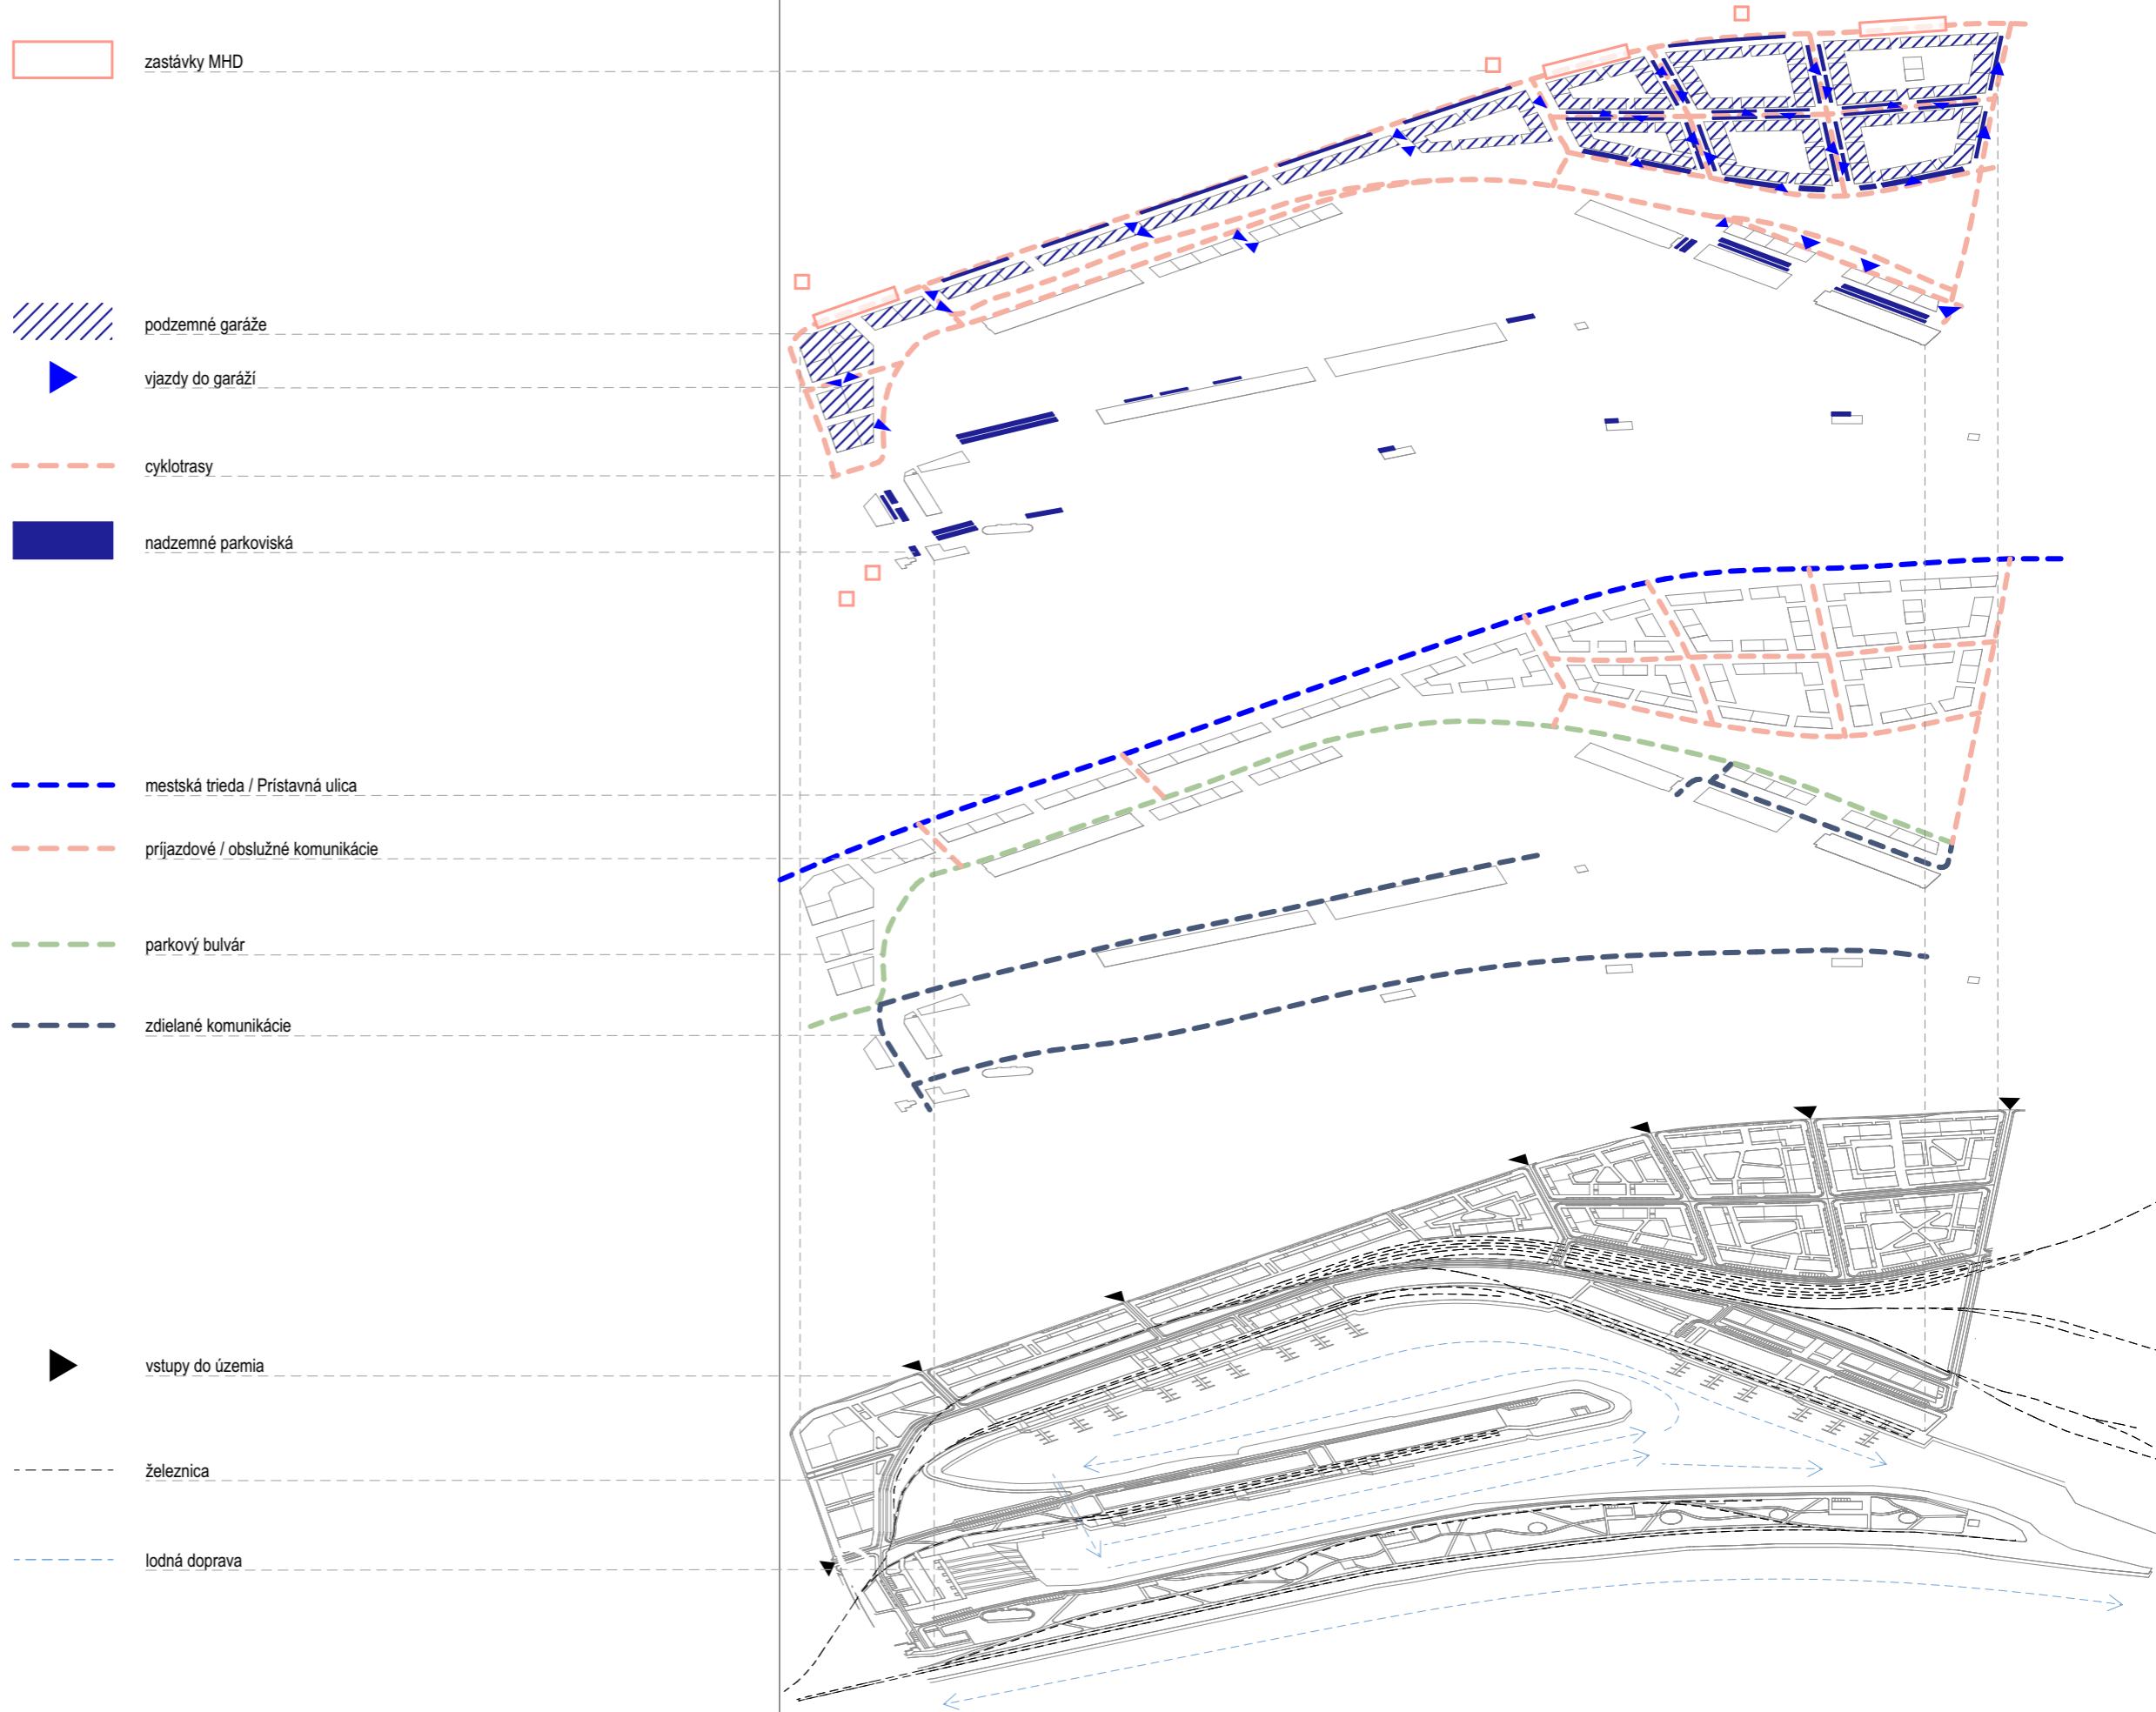 zastávky MHD
podzemné garáže
vjazdy do garáží
cyklotrasy
nadzemné parkoviská
mestská trieda / Prístavná ulica
príjazdové / obslužné komunikácie
parkový bulvár
zdielané komunikácie
vstupy do územia
železnica
lodná doprava